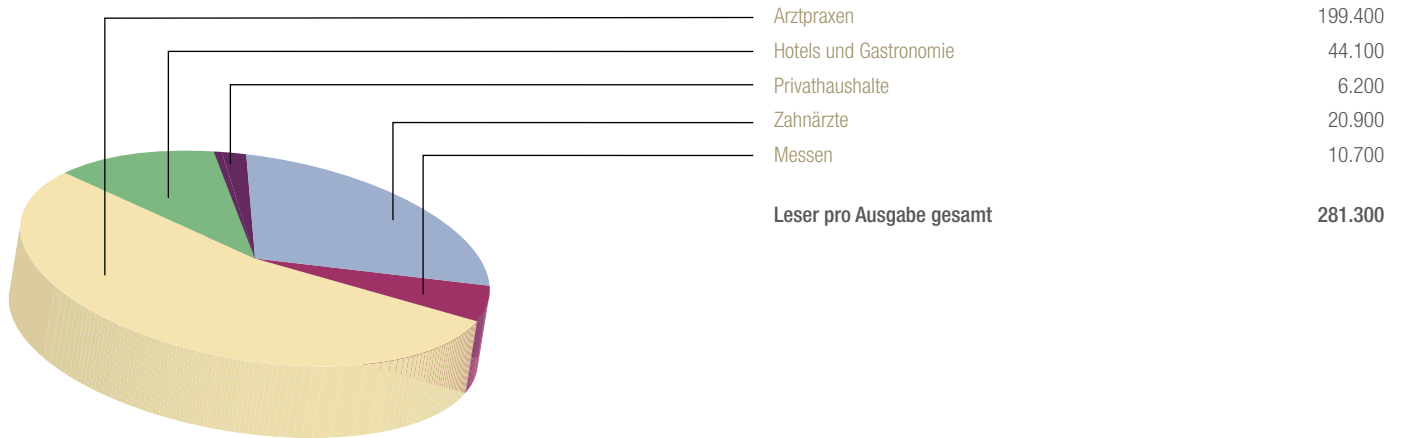 Arztpraxen 199.400
Hotels und Gastronomie 44.100
Privathaushalte 6.200
Zahnärzte 20.900
Messen 10.700
Leser pro Ausgabe gesamt 281.300